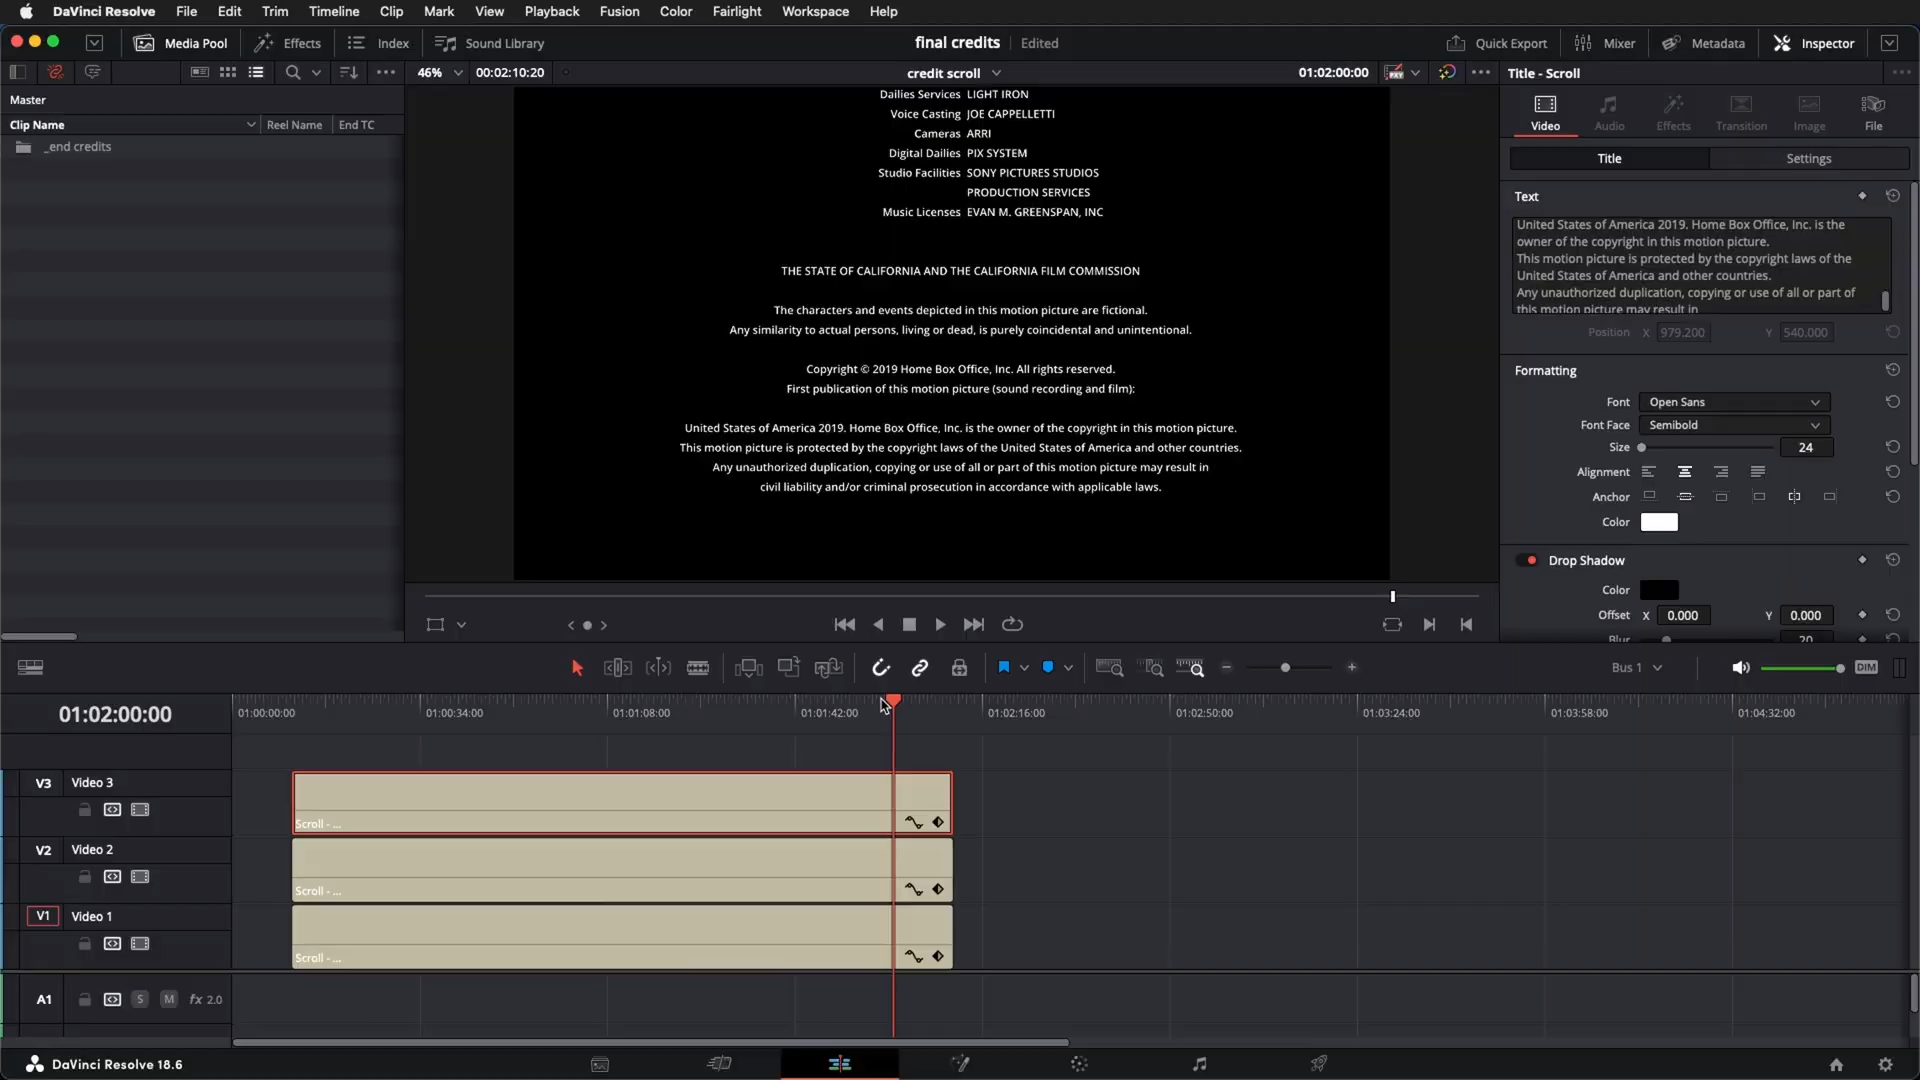 DaVinci Resolve File Edit Trim Timeline Clip Mark View Playback Fusion Color Fairlight Workspace Help
Media Pool Effects Index Sound Library final credits Edited Quick Export Mixer Metadata Inspector
46% 00:02:10:20 credit scroll 01:02:00:00 Title - Scroll
Master
Clip Name Reel Name End TC
_end credits
Dailies Services LIGHT IRON
Voice Casting JOE CAPPELLETTI
Cameras ARRI
Digital Dailies PIX SYSTEM
Studio Facilities SONY PICTURES STUDIOS
PRODUCTION SERVICES
Music Licenses EVAN M. GREENSPAN, INC
THE STATE OF CALIFORNIA AND THE CALIFORNIA FILM COMMISSION
The characters and events depicted in this motion picture are fictional.
Any similarity to actual persons, living or dead, is purely coincidental and unintentional.
Copyright © 2019 Home Box Office, Inc. All rights reserved.
First publication of this motion picture (sound recording and film):
United States of America 2019. Home Box Office, Inc. is the owner of the copyright in this motion picture.
This motion picture is protected by the copyright laws of the United States of America and other countries.
Any unauthorized duplication, copying or use of all or part of this motion picture may result in
civil liability and/or criminal prosecution in accordance with applicable laws.
Video Audio Effects Transition Image File
Title Settings
Text
United States of America 2019. Home Box Office, Inc. is the
owner of the copyright in this motion picture.
This motion picture is protected by the copyright laws of the
United States of America and other countries.
Any unauthorized duplication, copying or use of all or part of
this motion picture may result in
Position X 979.200 Y 540.000
Formatting
Font Open Sans
Font Face Semibold
Size 24
Alignment
Anchor
Color
Drop Shadow
Color
Offset X 0.000 Y 0.000
Blur 20
Bus 1 DIM
01:02:00:00 01:00:00:00 01:00:34:00 01:01:08:00 01:01:42:00 01:02:16:00 01:02:50:00 01:03:24:00 01:03:58:00 01:04:32:00
V3 Video 3
Scroll - ...
V2 Video 2
Scroll - ...
V1 Video 1
Scroll - ...
A1 S M fx 2.0
DaVinci Resolve 18.6